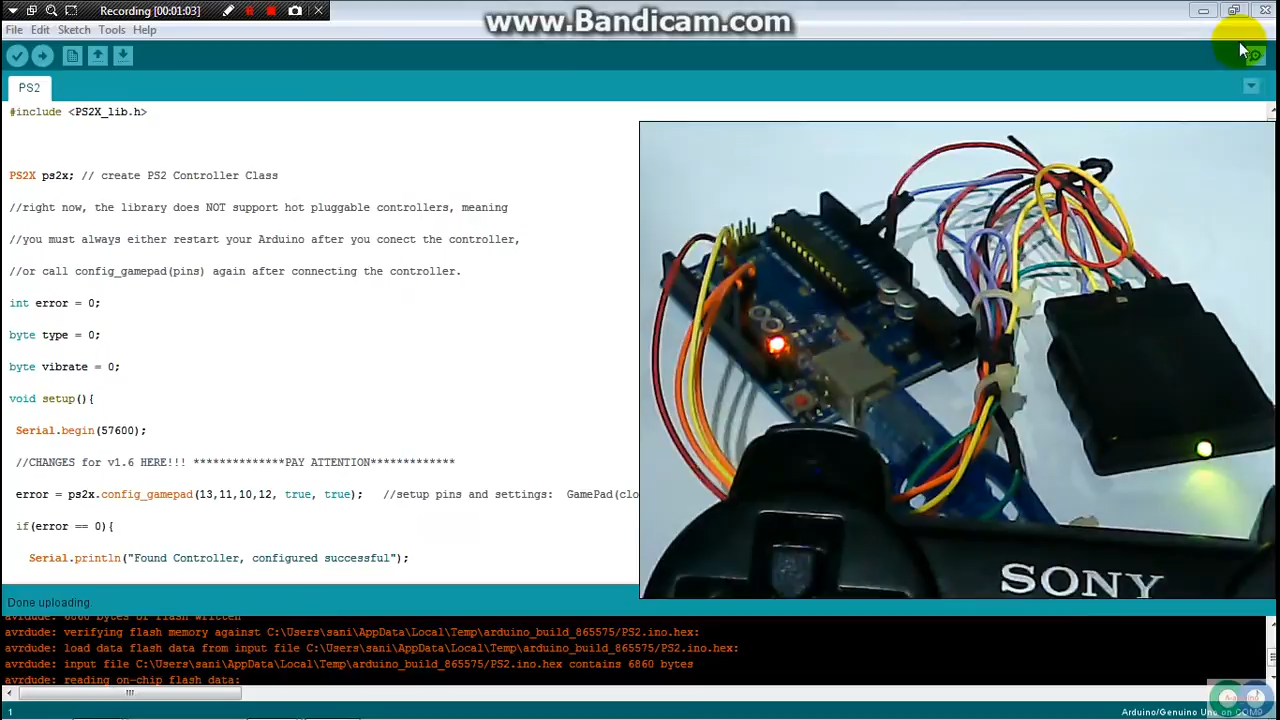 Recording [00:01:03]
www.Bandicam.com
File Edit Sketch Tools Help
PS2
#include <PS2X_lib.h>
PS2X ps2x; // create PS2 Controller Class
//right now, the library does NOT support hot pluggable controllers, meaning
//you must always either restart your Arduino after you conect the controller,
//or call config_gamepad(pins) again after connecting the controller.
int error = 0;
byte type = 0;
byte vibrate = 0;
void setup(){
Serial.begin(57600);
//CHANGES for v1.6 HERE!!! **************PAY ATTENTION*************
error = ps2x.config_gamepad(13,11,10,12, true, true); //setup pins and settings: GamePad(clo
if(error == 0){
Serial.println("Found Controller, configured successful");
SONY
Done uploading.
avrdude: 6860 bytes of flash written
avrdude: verifying flash memory against C:\Users\sani\AppData\Local\Temp\arduino_build_865575/PS2.ino.hex:
avrdude: load data flash data from input file C:\Users\sani\AppData\Local\Temp\arduino_build_865575/PS2.ino.hex:
avrdude: input file C:\Users\sani\AppData\Local\Temp\arduino_build_865575/PS2.ino.hex contains 6860 bytes
avrdude: reading on-chip flash data:
1
Arduino/Genuino Uno on COM9